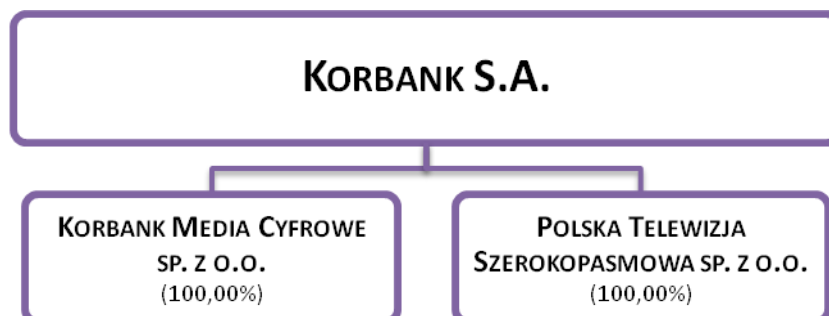 KORBANK S.A.
KORBANK MEDIA CYFROWE
SP. Z O.O.
(100,00%)
POLSKA TELEWIZJA
SZEROKOPASMOWA SP. Z O.O.
(100,00%)